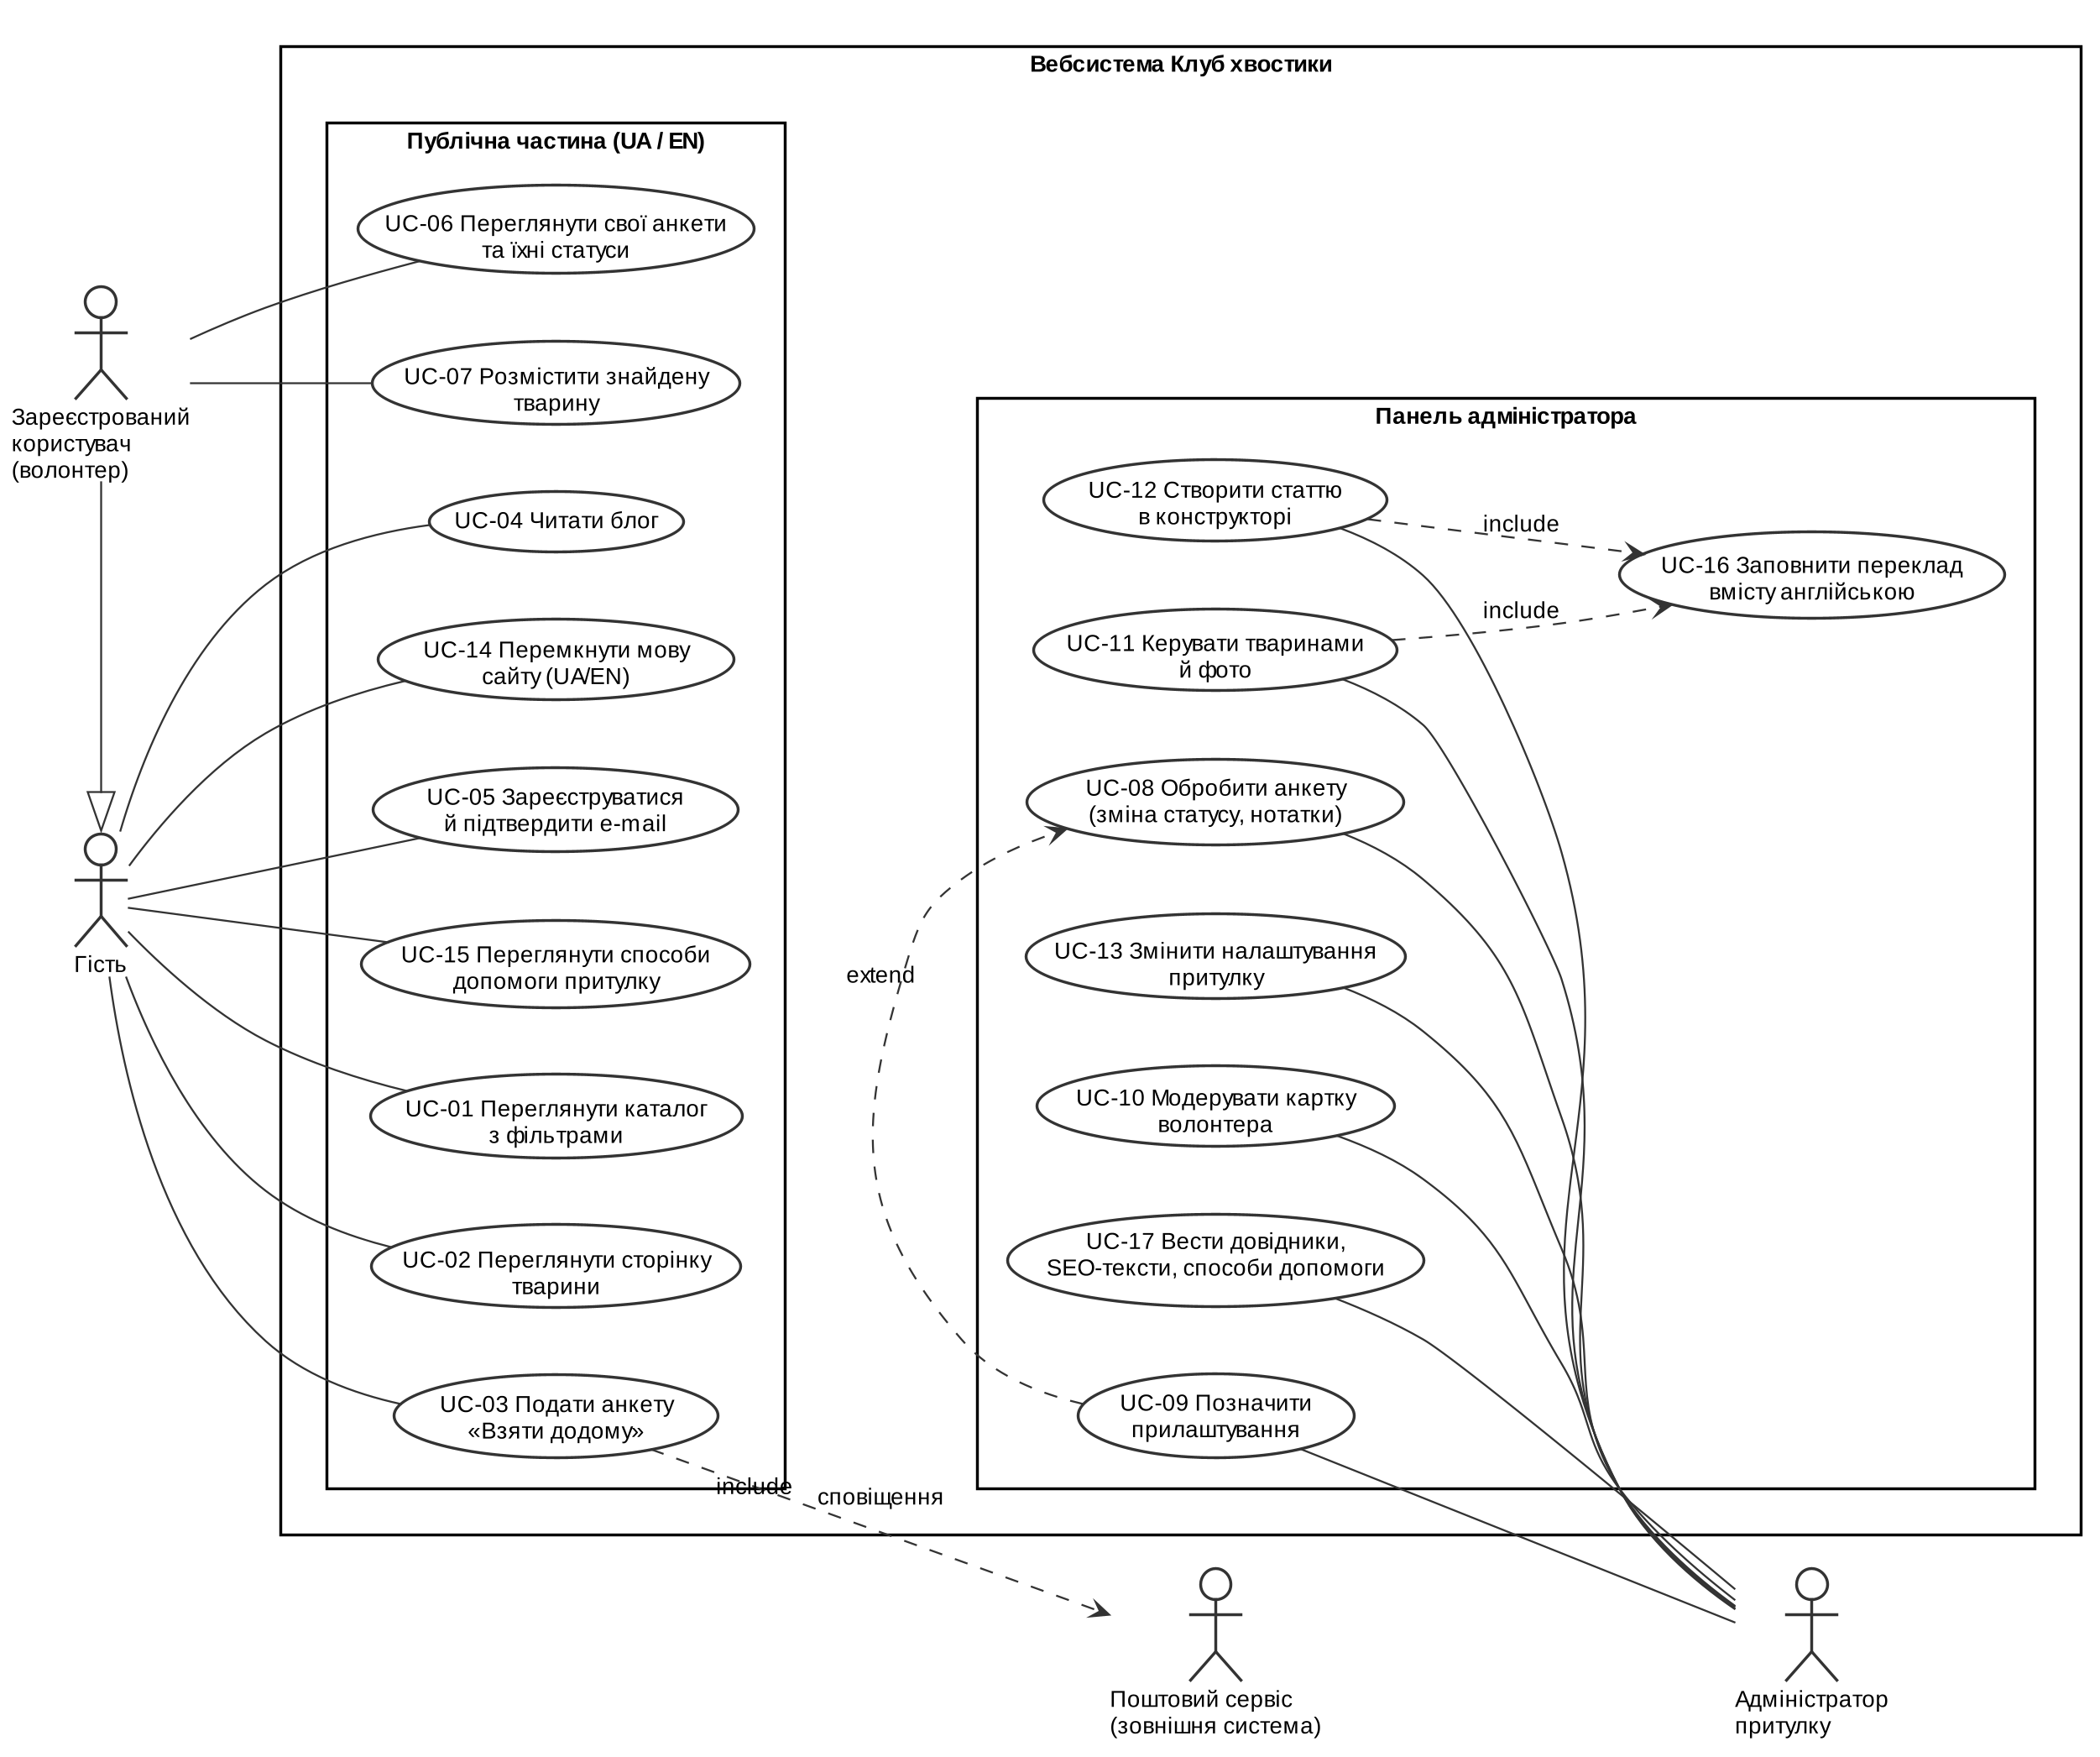 Вебсистема Клуб хвостики
Публічна частина (UA / EN)
UC-06 Переглянути свої анкети
та їхні статуси
UC-07 Розмістити знайдену
тварину
Зареєстрований
користувач
(волонтер)
UC-04 Читати блог
UC-14 Перемкнути мову
сайту (UA/EN)
UC-05 Зареєструватися
й підтвердити e-mail
UC-15 Переглянути способи
допомоги притулку
Гість
UC-01 Переглянути каталог
з фільтрами
UC-02 Переглянути сторінку
тварини
UC-03 Подати анкету
«Взяти додому»
include
сповіщення
extend
Панель адміністратора
UC-12 Створити статтю
в конструкторі
include
UC-16 Заповнити переклад
вмісту англійською
UC-11 Керувати тваринами
й фото
include
UC-08 Обробити анкету
(зміна статусу, нотатки)
UC-13 Змінити налаштування
притулку
UC-10 Модерувати картку
волонтера
UC-17 Вести довідники,
SEO-тексти, способи допомоги
UC-09 Позначити
прилаштування
Поштовий сервіс
(зовнішня система)
Адміністратор
притулку